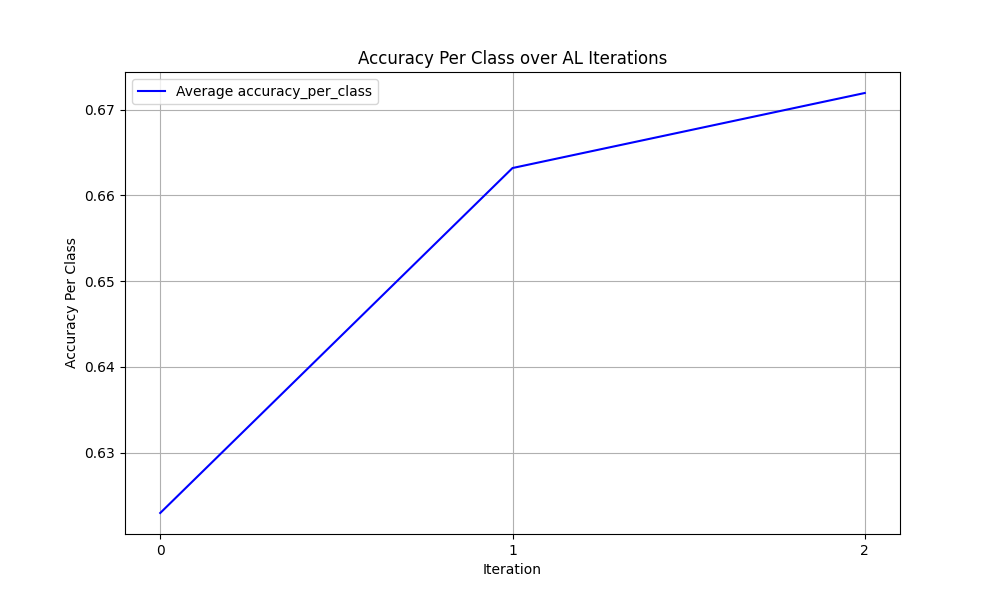 Accuracy Per Class over AL Iterations
Average accuracy_per_class
0.67
0.66
0.65
0.64
0.63
Accuracy Per Class
0 1 2
Iteration